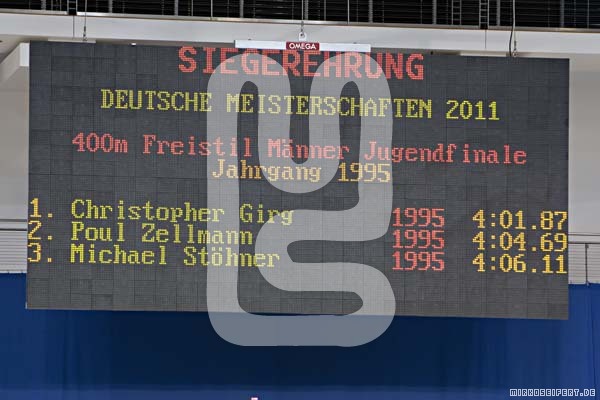 OMEGA
SIEGEREHRUNG
DEUTSCHE MEISTERSCHAFTEN 2011
400m Freistil Männer Jugendfinale
Jahrgang 1995
1. Christopher Girg 1995 4:01.87
2. Poul Zellmann 1995 4:04.69
3. Michael Stöhner 1995 4:06.11
MIRKOSEIFERT.DE